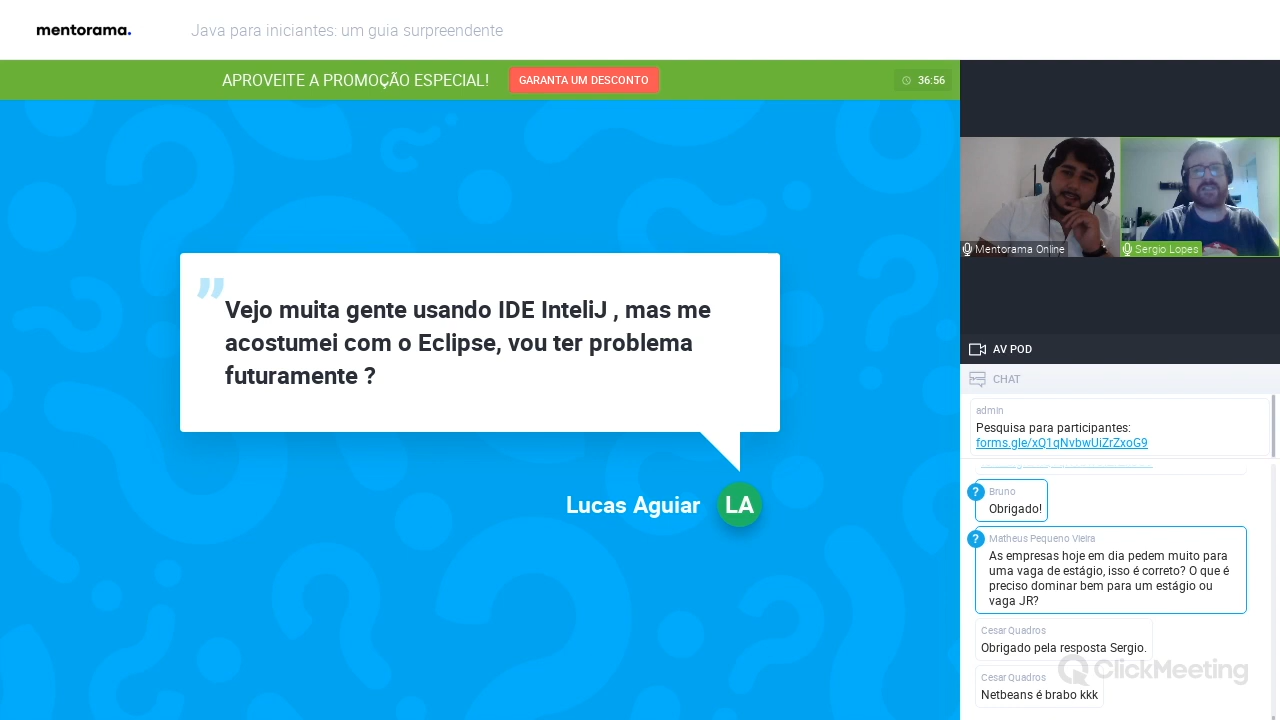 mentorama.
Java para iniciantes: um guia surpreendente
APROVEITE A PROMOÇÃO ESPECIAL!
GARANTA UM DESCONTO
36:56
Vejo muita gente usando IDE InteliJ , mas me
acostumei com o Eclipse, vou ter problema
futuramente ?
Lucas Aguiar
LA
Mentorama Online
Sergio Lopes
AV POD
CHAT
admin
Pesquisa para participantes:
forms.gle/xQ1qNvbwUiZrZxoG9
?
Bruno
Obrigado!
?
Matheus Pequeno Vieira
As empresas hoje em dia pedem muito para
uma vaga de estágio, isso é correto? O que é
preciso dominar bem para um estágio ou
vaga JR?
Cesar Quadros
Obrigado pela resposta Sergio.
ClickMeeting
Cesar Quadros
Netbeans é brabo kkk